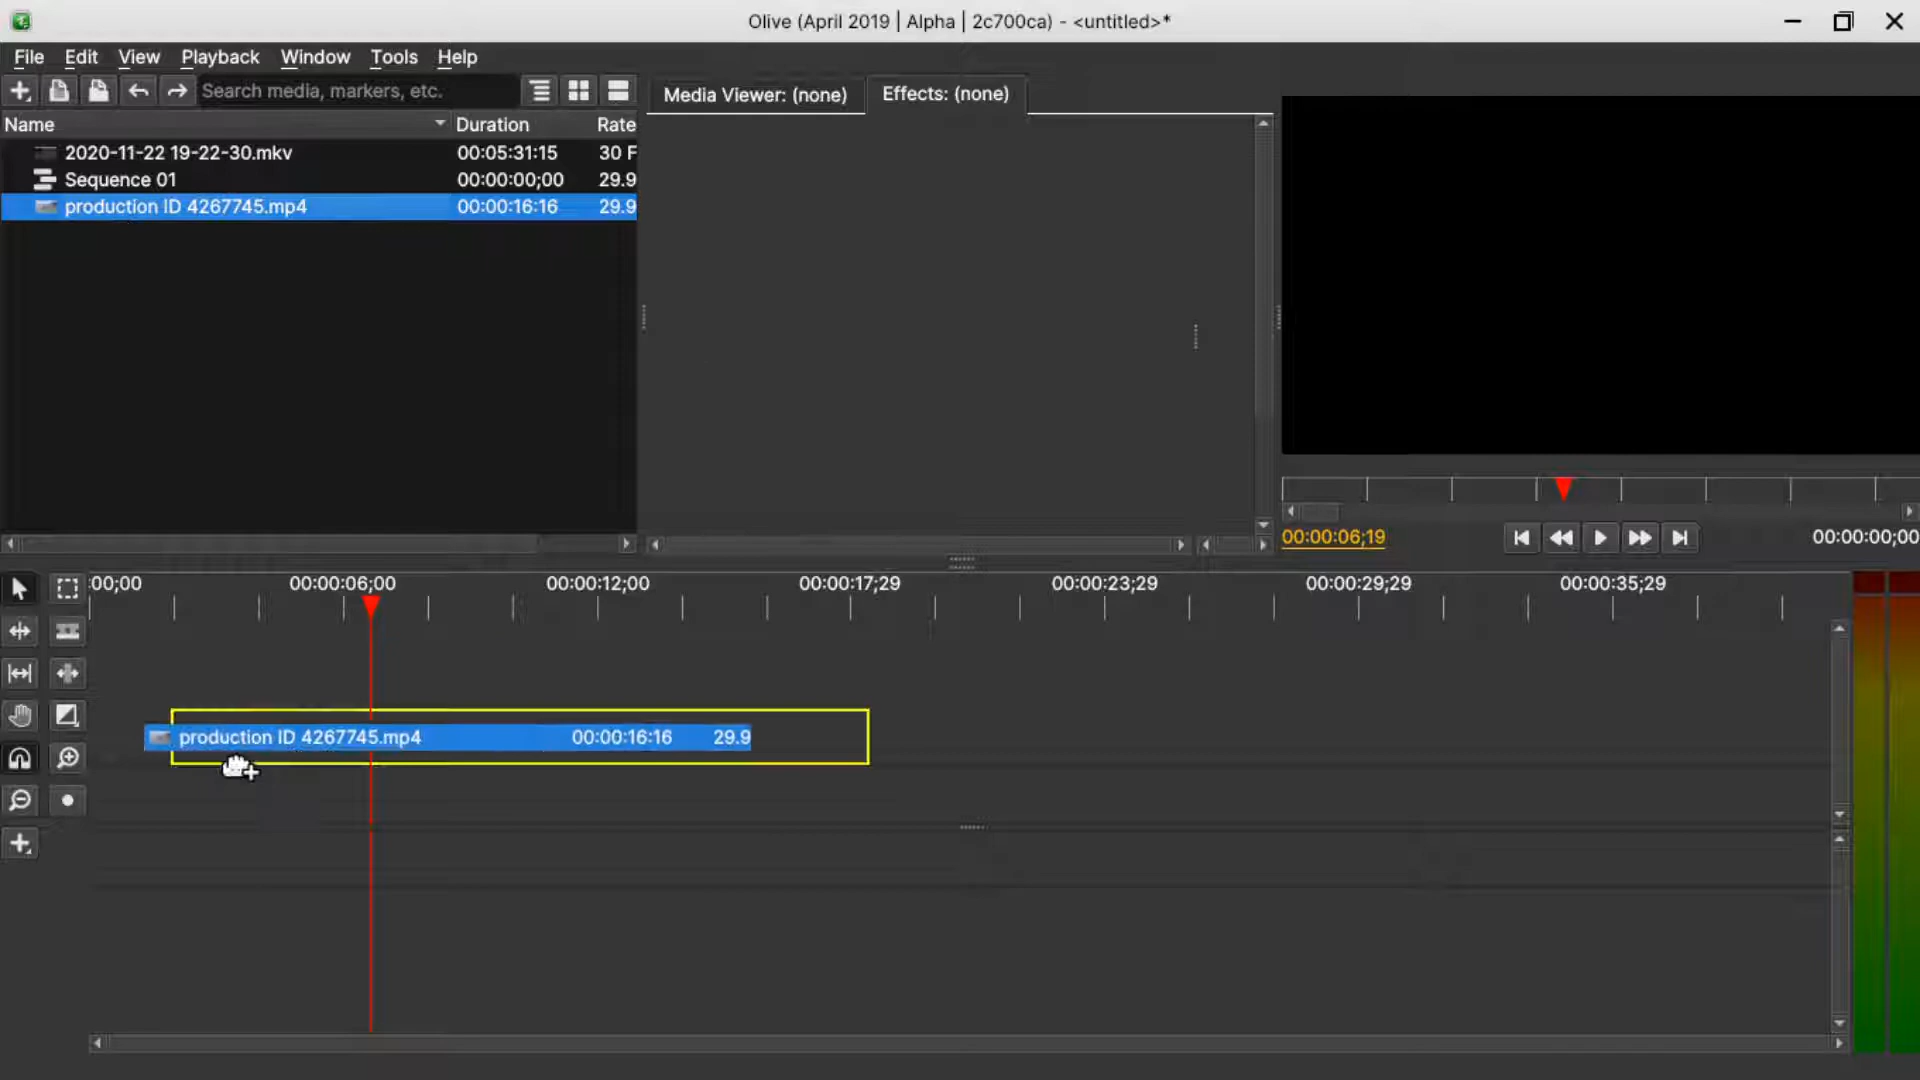 Olive (April 2019 | Alpha | 2c700ca) - <untitled>*
File Edit View Playback Window Tools Help
Search media, markers, etc.
Media Viewer: (none) Effects: (none)
Name Duration Rate
2020-11-22 19-22-30.mkv 00:05:31:15 30 F
Sequence 01 00:00:00;00 29.9
production ID 4267745.mp4 00:00:16:16 29.9
00:00:06;19 00:00:00;00
:00;00 00:00:06;00 00:00:12;00 00:00:17;29 00:00:23;29 00:00:29;29 00:00:35;29
production ID 4267745.mp4 00:00:16:16 29.9